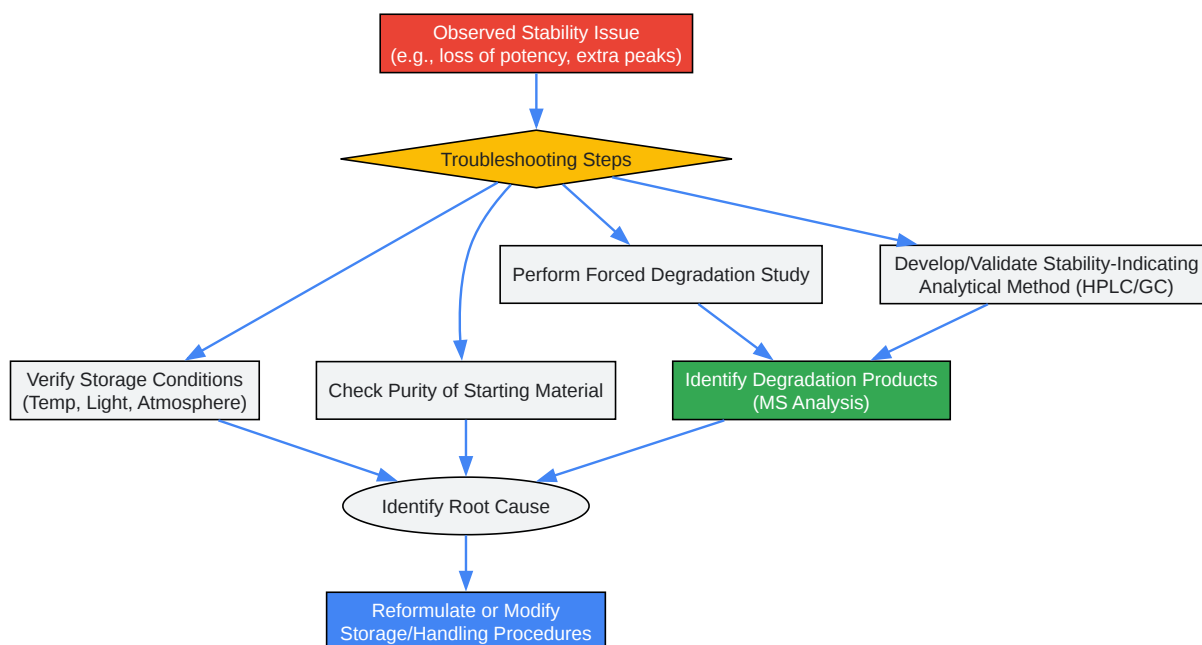 Observed Stability Issue
(e.g., loss of potency, extra peaks)
Troubleshooting Steps
Perform Forced Degradation Study
Develop/Validate Stability-Indicating
Analytical Method (HPLC/GC)
Verify Storage Conditions
(Temp, Light, Atmosphere)
Check Purity of Starting Material
Identify Degradation Products
(MS Analysis)
Identify Root Cause
Reformulate or Modify
Storage/Handling Procedures